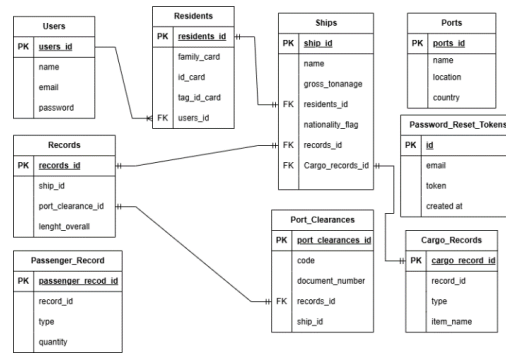 Users
PK users_id
name
email
password
Residents
PK residents_id
family_card
id_card
tag_id_card
FK users_id
Ships
PK ship_id
name
gross_tonanage
FK residents_id
nationality_flag
FK records_id
FK Cargo_records_id
Ports
PK ports_id
name
location
country
Password_Reset_Tokens
PK id
email
token
created at
Records
PK records_id
ship_id
port_clearance_id
lenght_overall
Port_Clearances
PK port_clearances_id
code
document_number
FK records_id
ship_id
Cargo_Records
PK cargo_record_id
record_id
type
item_name
Passenger_Record
PK passenger_recod_id
record_id
type
quantity